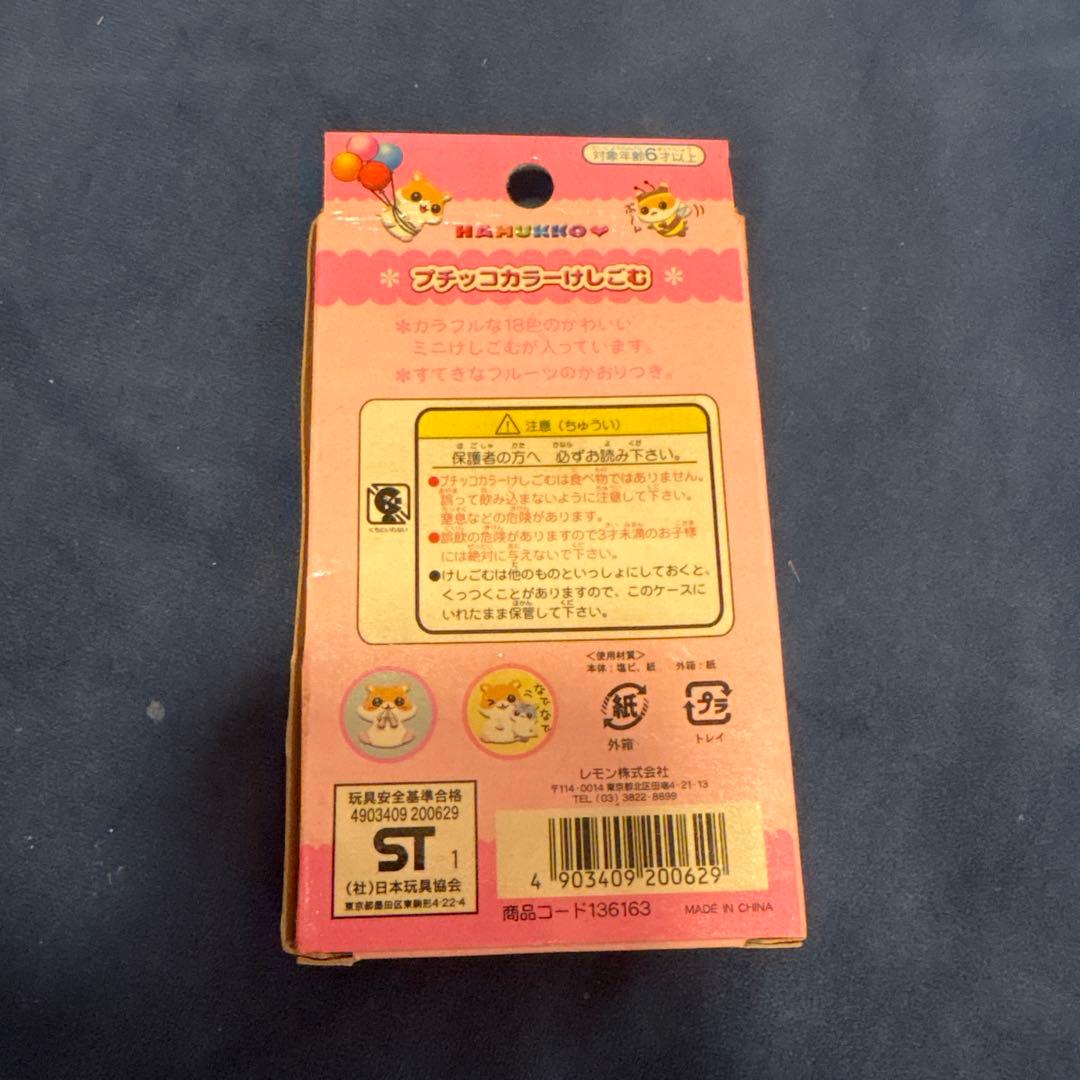 対象年齢6才以上
HAMUKKO♥
ぶ〜ん
＊プチッコカラーけしごむ＊
＊カラフルな18色のかわいい
ミニけしごむが入っています。
＊すてきなフルーツのかおりつき。
⚠注意（ちゅうい）
保護者の方へ 必ずお読み下さい。
●プチッコカラーけしごむは食べ物ではありません。
誤って飲み込まないように注意して下さい。
窒息などの危険があります。
●誤飲の危険がありますので3才未満のお子様
には絶対に与えないで下さい。
●けしごむは他のものといっしょにしておくと、
くっつくことがありますので、このケースに
いれたまま保管して下さい。
くちにいれない
＜使用材質＞
本体：塩ビ、紙 外箱：紙
なでなで
紙
外箱
プラ
トレイ
レモン株式会社
〒114-0014 東京都北区田端4-21-13
TEL (03) 3822-8899
玩具安全基準合格
4903409 200629
ST 1
(社)日本玩具協会
東京都墨田区東駒形4-22-4
4 903409 200629
商品コード136163
MADE IN CHINA